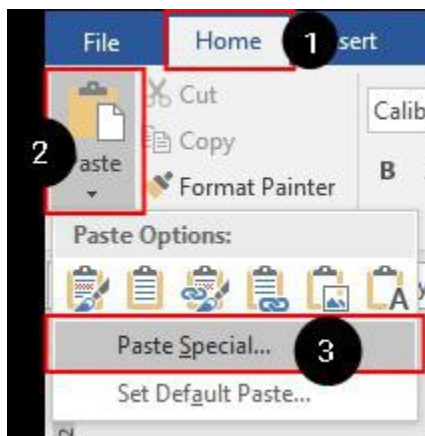 File Home 1 sert
Cut
Calib
Copy
2 aste
B
Format Painter
Paste Options:
A
Paste Special... 3
Set Default Paste...